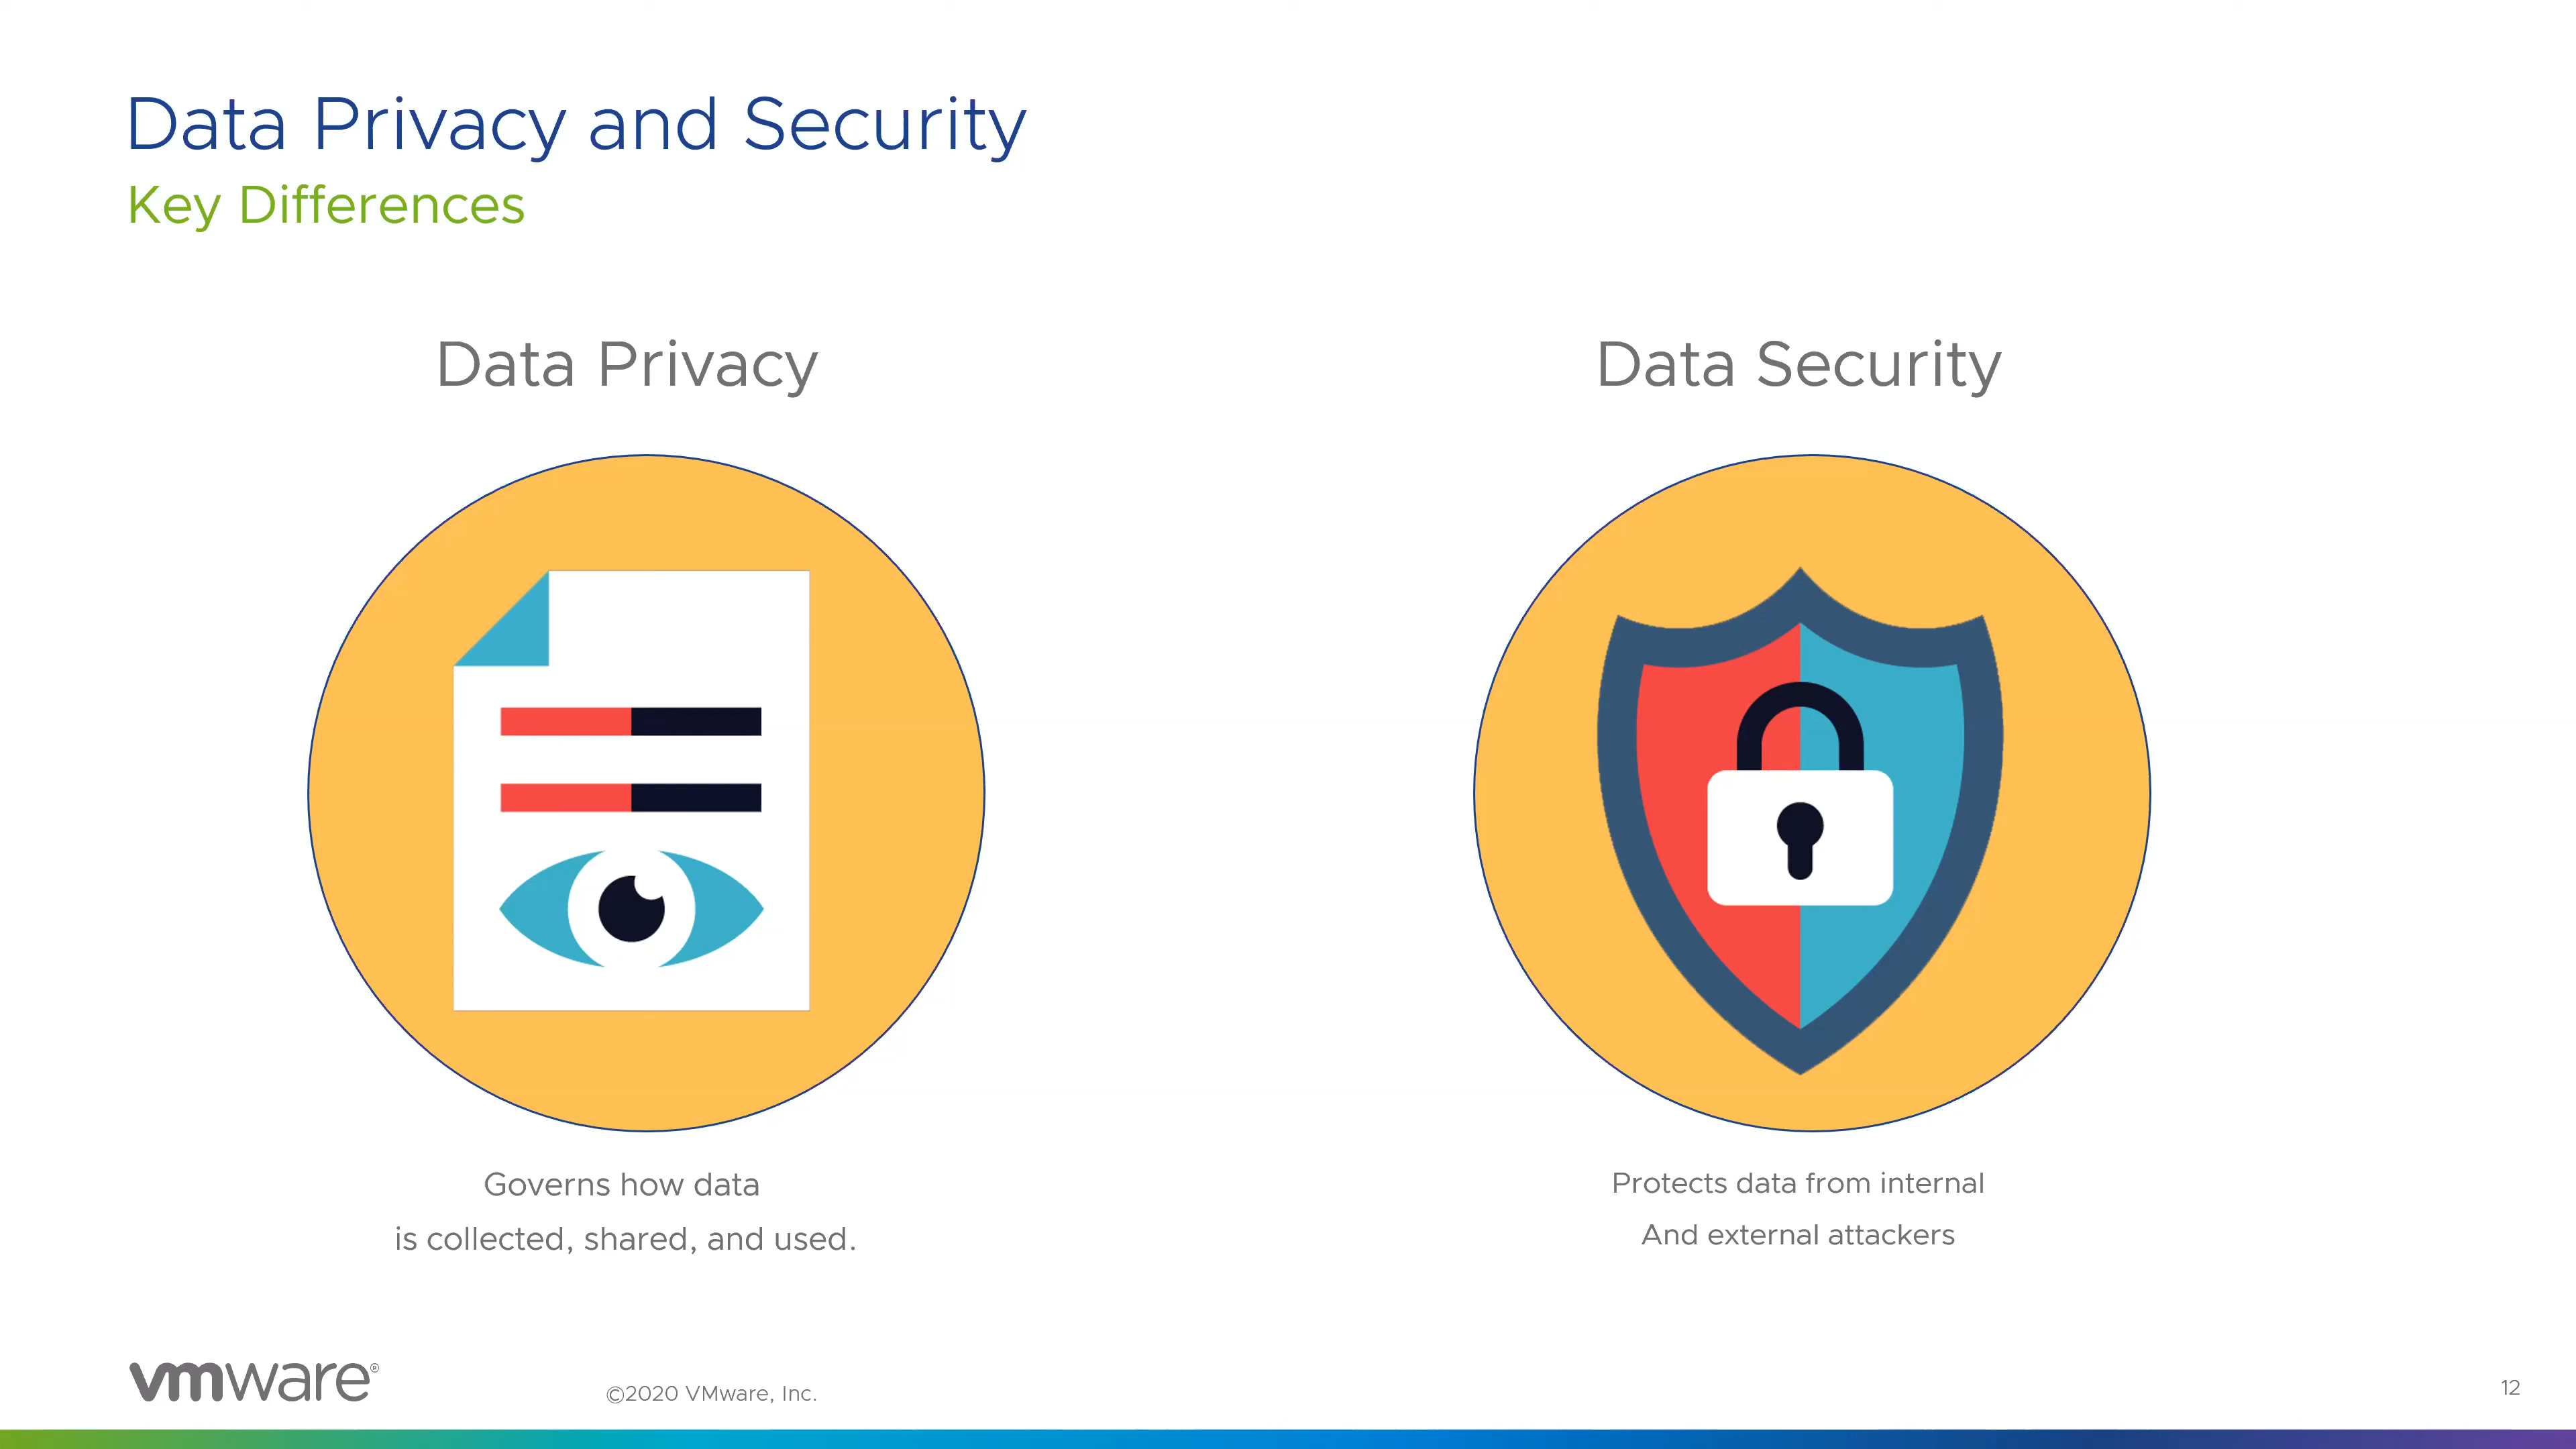 Data Privacy and Security
Key Differences
Data Privacy
Governs how data
is collected, shared, and used.
Data Security
Protects data from internal
And external attackers
vmware®
©2020 VMware, Inc.
12